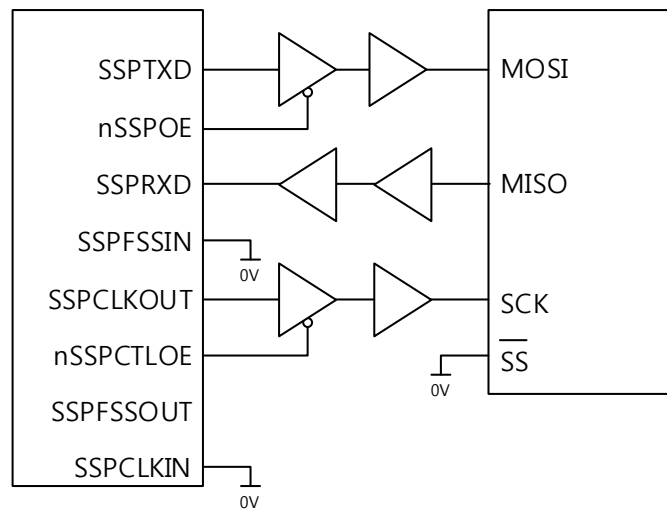 SSPTXD
MOSI
nSSPOE
SSPRXD
MISO
SSPFSSIN
0V
SSPCLKOUT
SCK
nSSPCTLOE
SS
0V
SSPFSSOUT
SSPCLKIN
0V